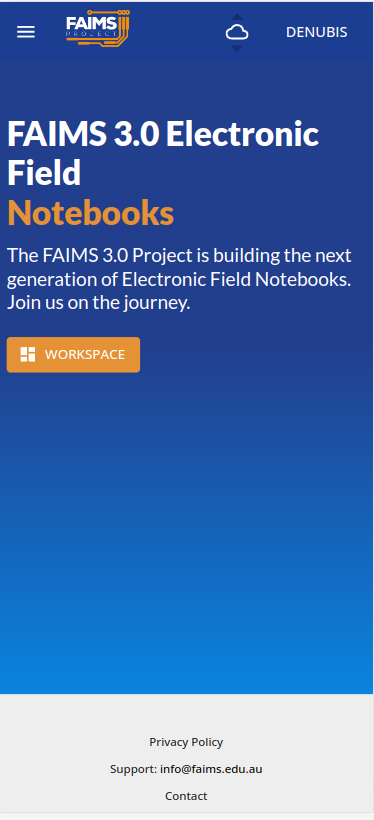 FAIMS
PROJECT
DENUBIS
FAIMS 3.0 Electronic
Field
Notebooks
The FAIMS 3.0 Project is building the next
generation of Electronic Field Notebooks.
Join us on the journey.
WORKSPACE
Privacy Policy
Support: info@faims.edu.au
Contact